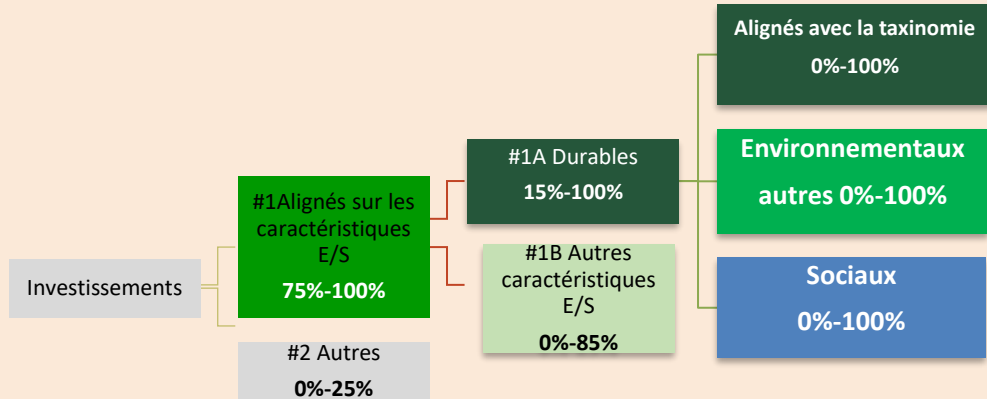 Investissements
#1Alignés sur les
caractéristiques
E/S
75%-100%
#2 Autres
0%-25%
#1A Durables
15%-100%
#1B Autres
caractéristiques
E/S
0%-85%
Alignés avec la taxinomie
0%-100%
Environnementaux
autres 0%-100%
Sociaux
0%-100%